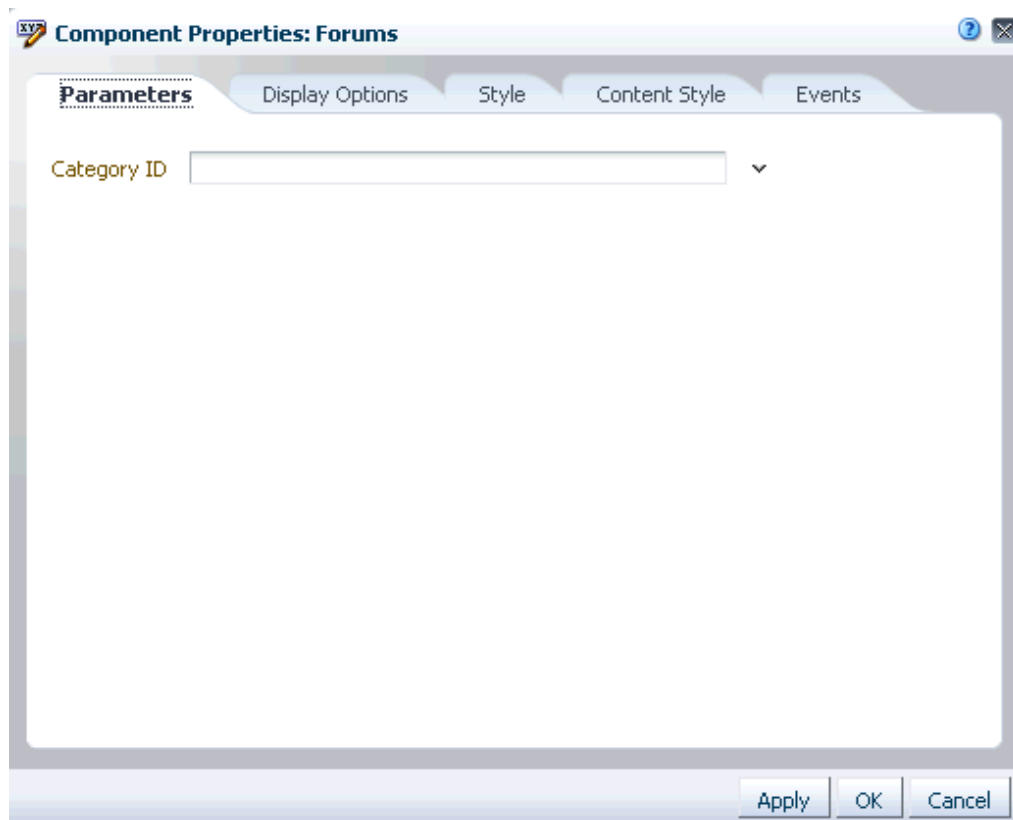 Component Properties: Forums
Parameters Display Options Style Content Style Events
Category ID
Apply OK Cancel